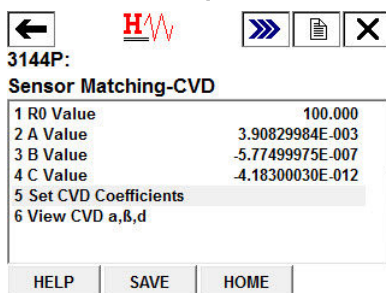 H
3144P:
Sensor Matching-CVD
1 R0 Value 100.000
2 A Value 3.90829984E-003
3 B Value -5.77499975E-007
4 C Value -4.18300030E-012
5 Set CVD Coefficients
6 View CVD a,ß,d
HELP SAVE HOME